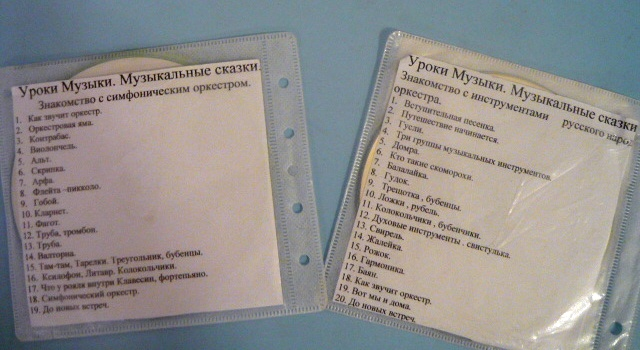 Уроки Музыки. Музыкальные сказки.
Знакомство с симфоническим оркестром.
1. Как звучит оркестр.
2. Оркестровая яма.
3. Контрабас.
4. Виолончель.
5. Альт.
6. Скрипка.
7. Арфа.
8. Флейта –пикколо.
9. Гобой.
10. Кларнет.
11. Фагот.
12. Труба, тромбон.
13. Труба.
14. Валторна.
15. Там-там, Тарелки. Треугольник, бубенцы.
16. Ксилофон, Литавр. Колокольчики.
17. Что у рояля внутри Клавесин, фортепьяно.
18. Симфонический оркестр.
19. До новых встреч.
Уроки Музыки. Музыкальные сказки
Знакомство с инструментами русского народ
оркестра.
1. Вступительная песенка.
2. Путешествие начинается.
3. Гусли.
4. Три группы музыкальных инструментов.
5. Домра.
6. Кто такие скоморохи.
7. Балалайка.
8. Гудок.
9. Трещотка , бубенцы.
10. Ложки , рубель.
11. Колокольчики , бубенчики.
12. Духовые инструменты . свистулька.
13. Свирель.
14. Жалейка.
15. Рожок.
16. Гармоника.
17. Баян.
18. Как звучит оркестр.
19. Вот мы и дома.
20. До новых встреч.